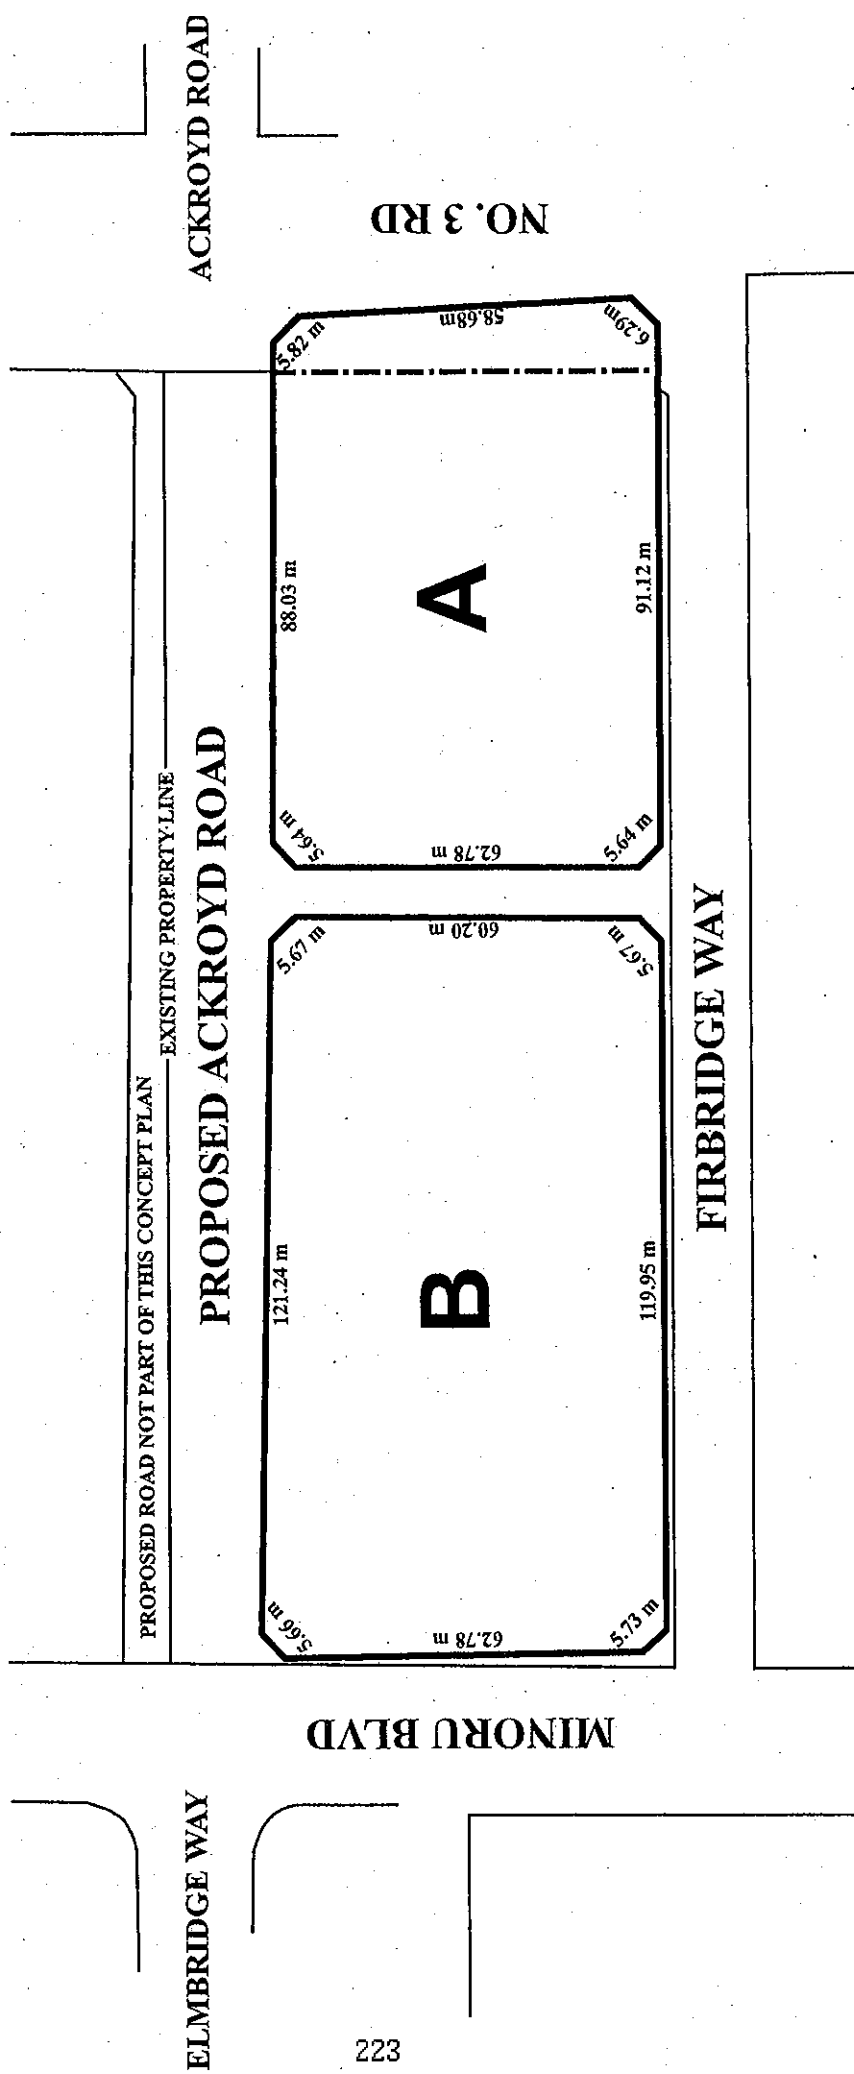 ACKROYD ROAD
NO. 3 RD
5.82 m
58.68m
6.29m
88.03 m
A
91.12 m
5.64 m
62.78 m
5.64 m
EXISTING PROPERTY LINE
PROPOSED ROAD NOT PART OF THIS CONCEPT PLAN
PROPOSED ACKROYD ROAD
5.67 m
60.20 m
5.67 m
FIRBRIDGE WAY
121.24 m
B
119.95 m
5.66 m
62.78 m
5.73 m
MINORU BLVD
ELMBRIDGE WAY
223